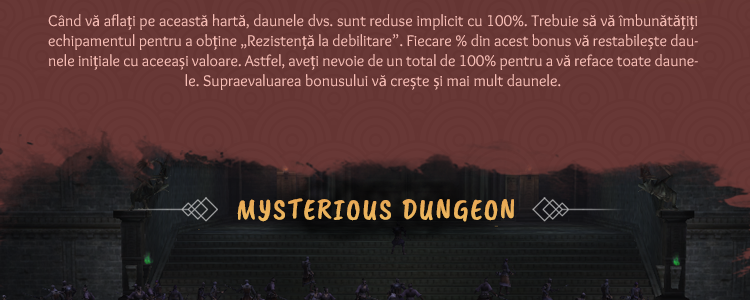 Când vă aflați pe această hartă, daunele dvs. sunt reduse implicit cu 100%. Trebuie să vă îmbunătățiți
echipamentul pentru a obține „Rezistență la debilitare”. Fiecare % din acest bonus vă restabilește dau-
nele inițiale cu aceeași valoare. Astfel, aveți nevoie de un total de 100% pentru a vă reface toate daune-
le. Supraevaluarea bonusului vă crește și mai mult daunele.
MYSTERIOUS DUNGEON